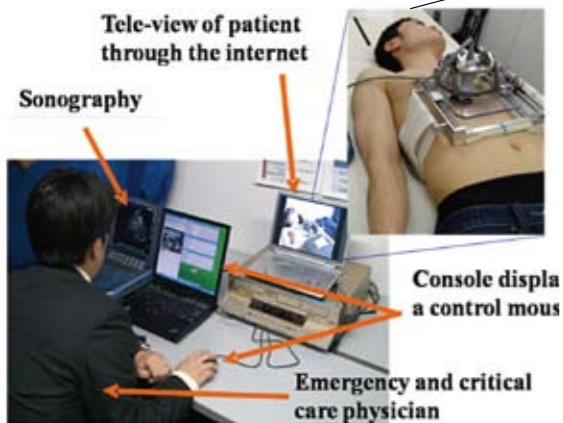 Tele-view of patient
through the internet
Sonography
Console displa
a control mous
Emergency and critical
care physician